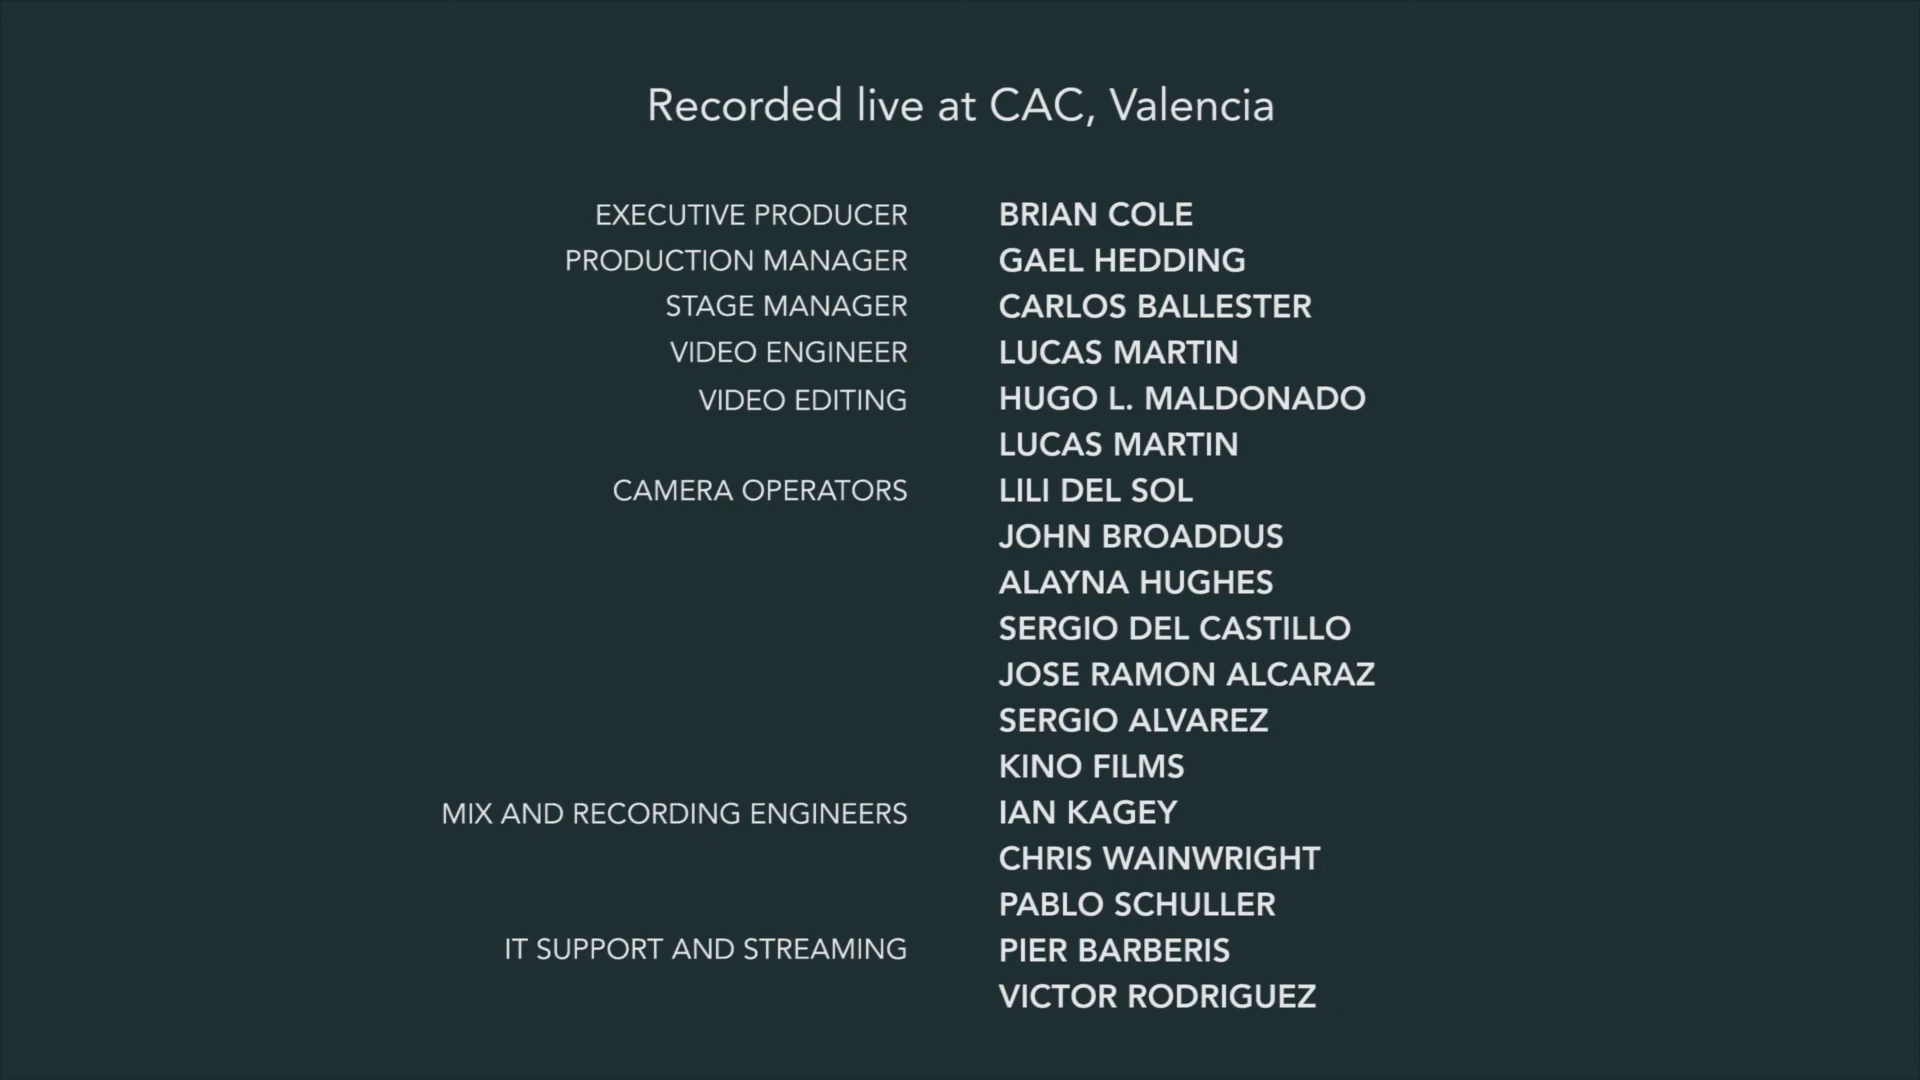 Recorded live at CAC, Valencia
EXECUTIVE PRODUCER BRIAN COLE
PRODUCTION MANAGER GAEL HEDDING
STAGE MANAGER CARLOS BALLESTER
VIDEO ENGINEER LUCAS MARTIN
VIDEO EDITING HUGO L. MALDONADO
LUCAS MARTIN
CAMERA OPERATORS LILI DEL SOL
JOHN BROADDUS
ALAYNA HUGHES
SERGIO DEL CASTILLO
JOSE RAMON ALCARAZ
SERGIO ALVAREZ
KINO FILMS
MIX AND RECORDING ENGINEERS IAN KAGEY
CHRIS WAINWRIGHT
PABLO SCHULLER
IT SUPPORT AND STREAMING PIER BARBERIS
VICTOR RODRIGUEZ